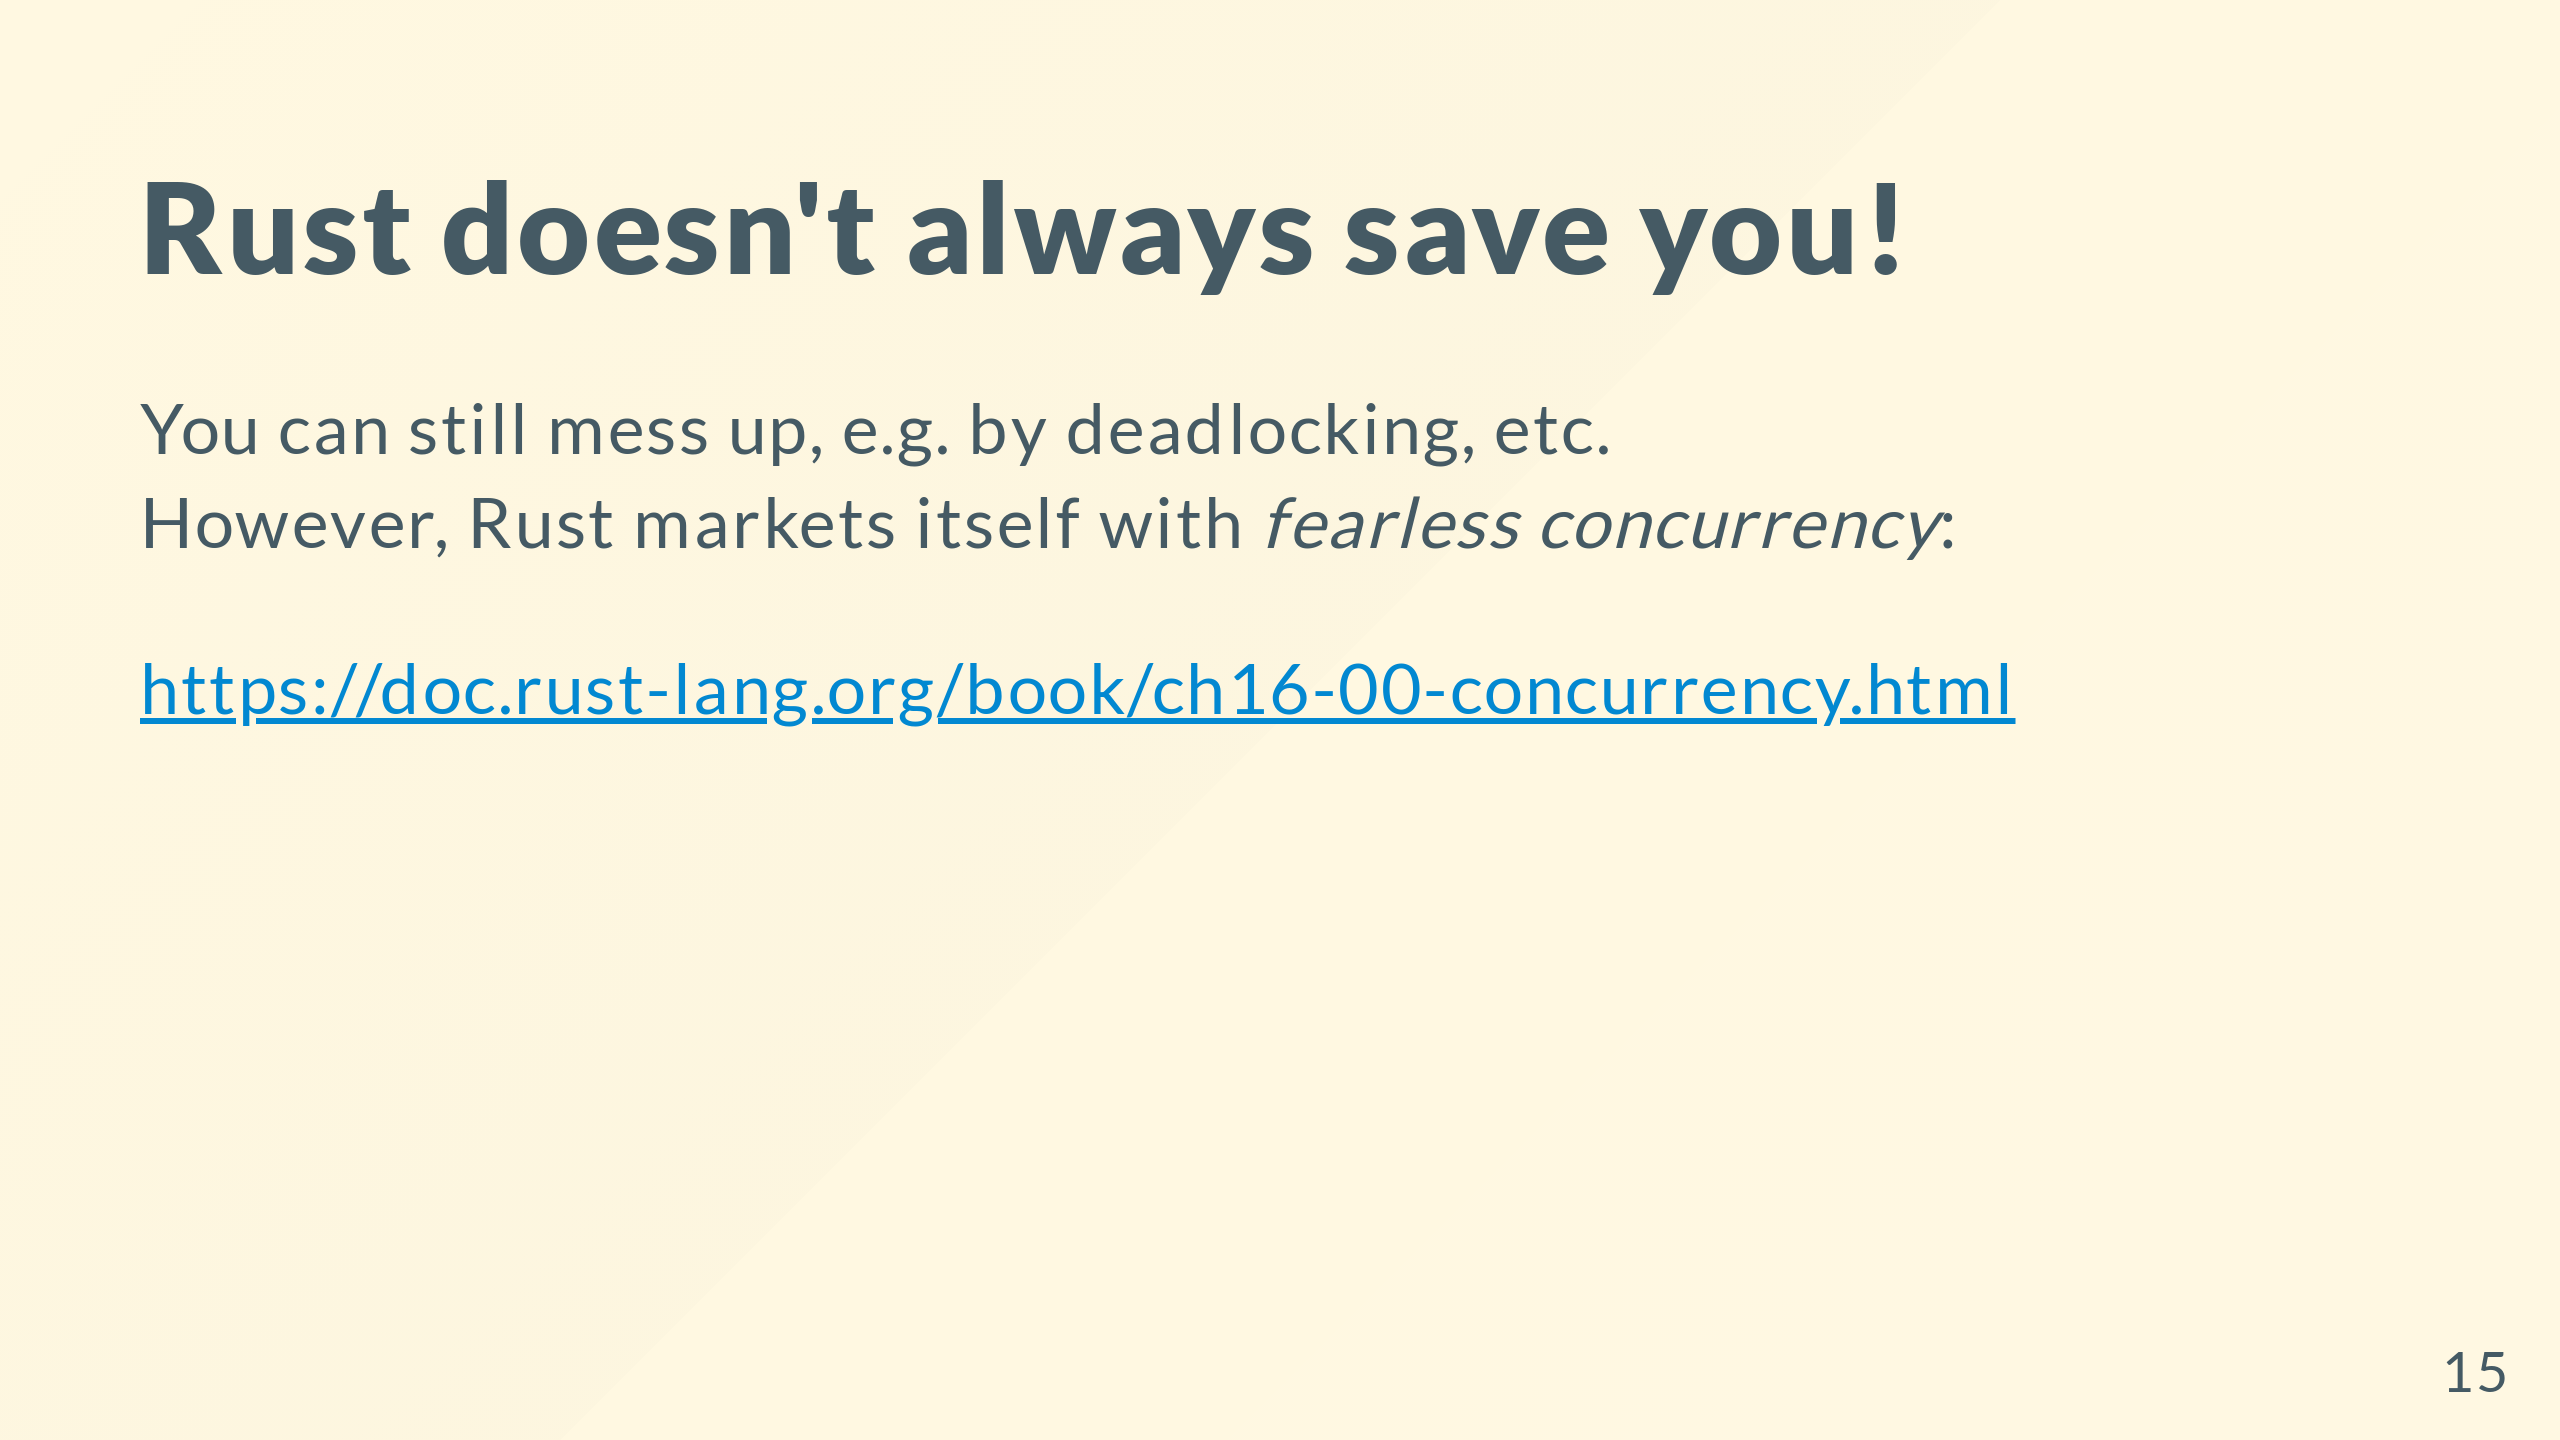 Rust doesn't always save you!
You can still mess up, e.g. by deadlocking, etc.
However, Rust markets itself with fearless concurrency:
https://doc.rust-lang.org/book/ch16-00-concurrency.html
15